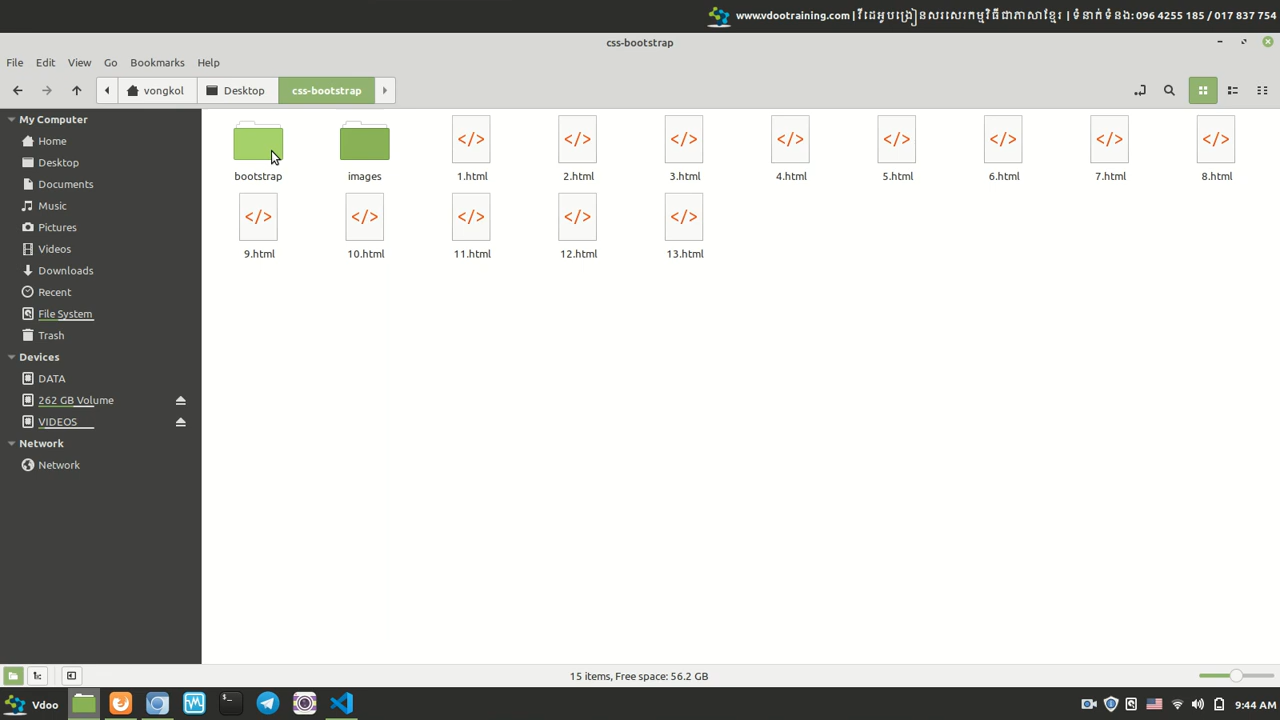 www.vdootraining.com | វីដេអូបង្រៀនសរសេរកម្មវិធីជាភាសាខ្មែរ | ទំនាក់ទំនង: 096 4255 185 / 017 837 754
css-bootstrap
File Edit View Go Bookmarks Help
vongkol Desktop css-bootstrap
My Computer
Home
Desktop
Documents
Music
Pictures
Videos
Downloads
Recent
File System
Trash
Devices
DATA
262 GB Volume
VIDEOS
Network
Network
bootstrap images 1.html 2.html 3.html 4.html 5.html 6.html 7.html 8.html
9.html 10.html 11.html 12.html 13.html
15 items, Free space: 56.2 GB
Vdoo 9:44 AM